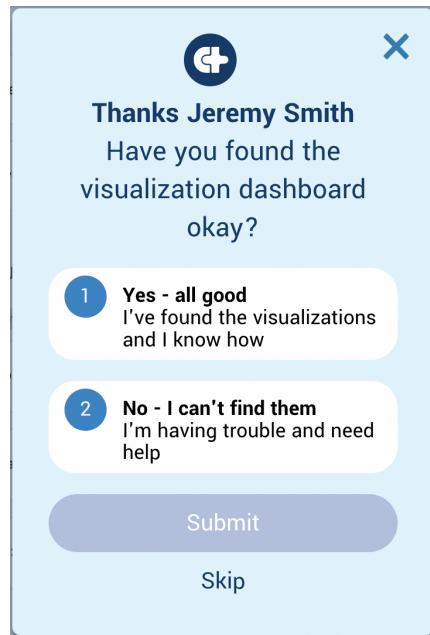 Thanks Jeremy Smith
Have you found the
visualization dashboard
okay?
1
Yes - all good
I've found the visualizations
and I know how
2
No - I can't find them
I'm having trouble and need
help
Submit
Skip